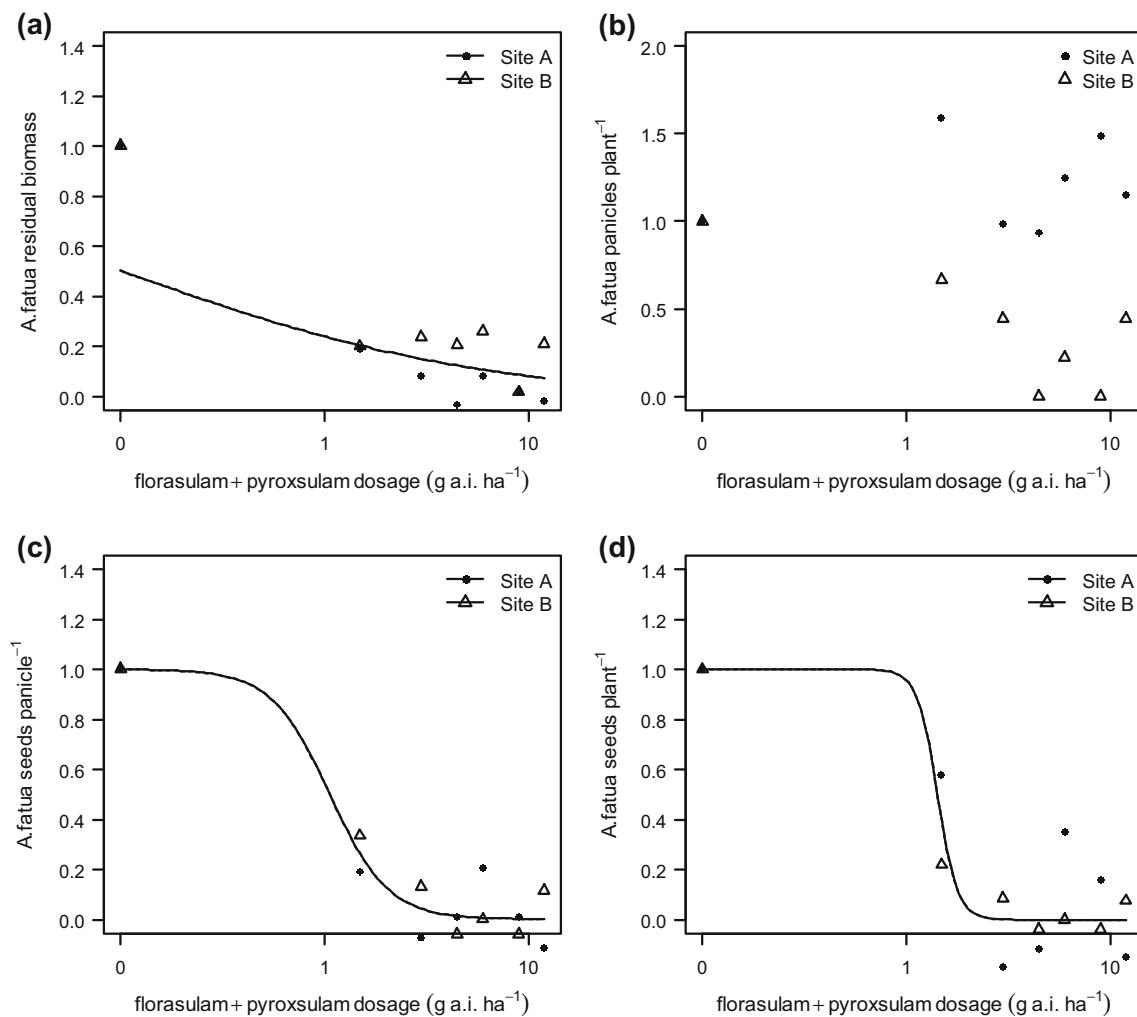 (a)
1.4
1.2
1.0
0.8
0.6
0.4
0.2
0.0
A.fatua residual biomass
Site A
Site B
0
1
10
florasulam+ pyroxsulam dosage (g a.i. ha⁻¹)
(b)
2.0
1.5
1.0
0.5
0.0
A.fatua panicles plant⁻¹
Site A
Site B
0
1
10
florasulam+ pyroxsulam dosage (g a.i. ha⁻¹)
(c)
1.4
1.2
1.0
0.8
0.6
0.4
0.2
0.0
A.fatua seeds panicle⁻¹
Site A
Site B
0
1
10
florasulam+ pyroxsulam dosage (g a.i. ha⁻¹)
(d)
1.4
1.2
1.0
0.8
0.6
0.4
0.2
0.0
A.fatua seeds plant⁻¹
Site A
Site B
0
1
10
florasulam+ pyroxsulam dosage (g a.i. ha⁻¹)